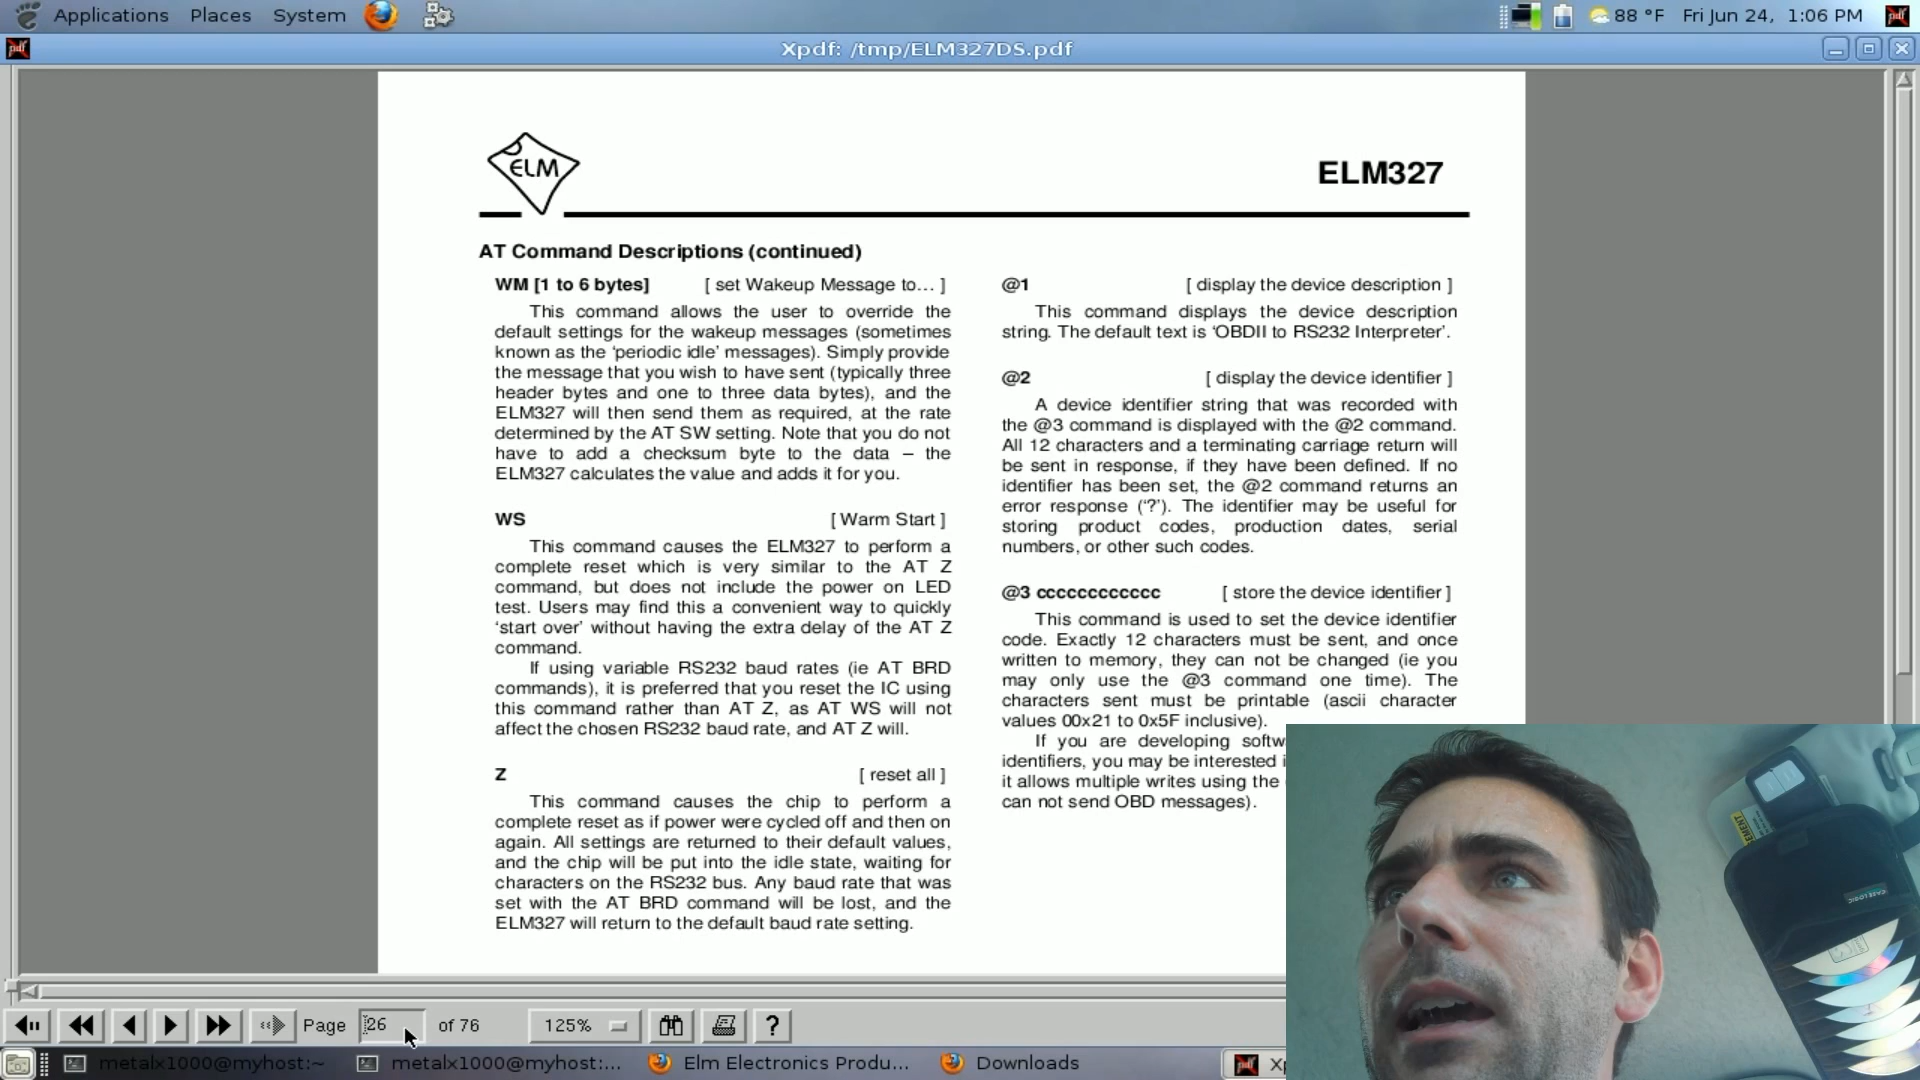 Applications Places System 88 °F Fri Jun 24, 1:06 PM
pdf Xpdf: /tmp/ELM327DS.pdf
ELM
ELM327
AT Command Descriptions (continued)
WM [1 to 6 bytes] [ set Wakeup Message to... ]
This command allows the user to override the
default settings for the wakeup messages (sometimes
known as the ‘periodic idle’ messages). Simply provide
the message that you wish to have sent (typically three
header bytes and one to three data bytes), and the
ELM327 will then send them as required, at the rate
determined by the AT SW setting. Note that you do not
have to add a checksum byte to the data – the
ELM327 calculates the value and adds it for you.
WS [ Warm Start ]
This command causes the ELM327 to perform a
complete reset which is very similar to the AT Z
command, but does not include the power on LED
test. Users may find this a convenient way to quickly
‘start over’ without having the extra delay of the AT Z
command.
If using variable RS232 baud rates (ie AT BRD
commands), it is preferred that you reset the IC using
this command rather than AT Z, as AT WS will not
affect the chosen RS232 baud rate, and AT Z will.
Z [ reset all ]
This command causes the chip to perform a
complete reset as if power were cycled off and then on
again. All settings are returned to their default values,
and the chip will be put into the idle state, waiting for
characters on the RS232 bus. Any baud rate that was
set with the AT BRD command will be lost, and the
ELM327 will return to the default baud rate setting.
@1 [ display the device description ]
This command displays the device description
string. The default text is ‘OBDII to RS232 Interpreter’.
@2 [ display the device identifier ]
A device identifier string that was recorded with
the @3 command is displayed with the @2 command.
All 12 characters and a terminating carriage return will
be sent in response, if they have been defined. If no
identifier has been set, the @2 command returns an
error response (‘?’). The identifier may be useful for
storing product codes, production dates, serial
numbers, or other such codes.
@3 cccccccccccc [ store the device identifier ]
This command is used to set the device identifier
code. Exactly 12 characters must be sent, and once
written to memory, they can not be changed (ie you
may only use the @3 command one time). The
characters sent must be printable (ascii character
values 00x21 to 0x5F inclusive).
If you are developing softw
identifiers, you may be interested i
it allows multiple writes using the
can not send OBD messages).
CASE LOGIC
Page 26 of 76 125% ?
metalx1000@myhost:~ metalx1000@myhost:... Elm Electronics Produ... Downloads pdf Xp